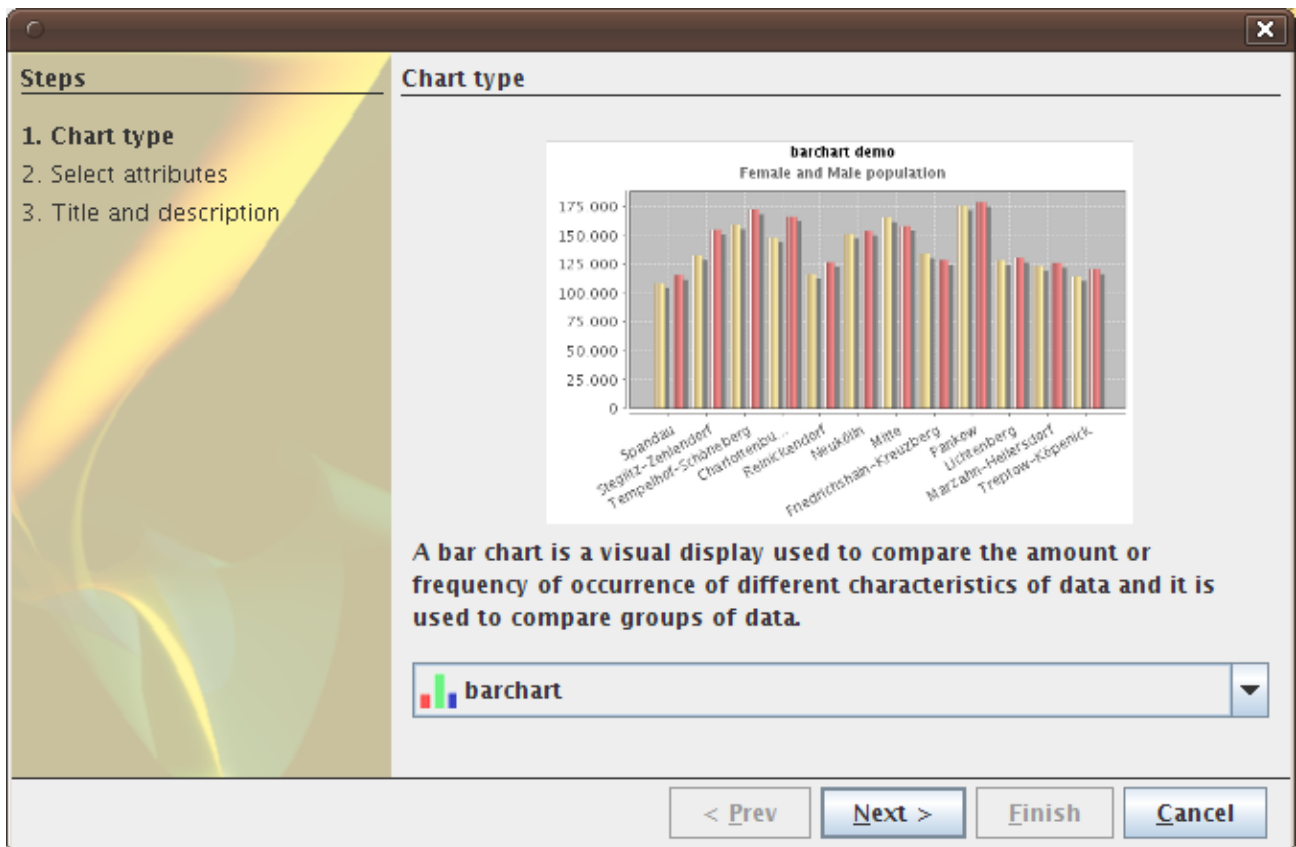 Steps
1. Chart type
2. Select attributes
3. Title and description
Chart type
barchart demo
Female and Male population
175.000
150.000
125.000
100.000
75.000
50.000
25.000
0
Spandau
Steglitz-Zehlendorf
Tempelhof-Schöneberg
Charlottenbu...
Reinickendorf
Neukölln
Mitte
Friedrichshain-Kreuzberg
Pankow
Lichtenberg
Marzahn-Hellersdorf
Treptow-Köpenick
A bar chart is a visual display used to compare the amount or
frequency of occurrence of different characteristics of data and it is
used to compare groups of data.
barchart
< Prev
Next >
Finish
Cancel